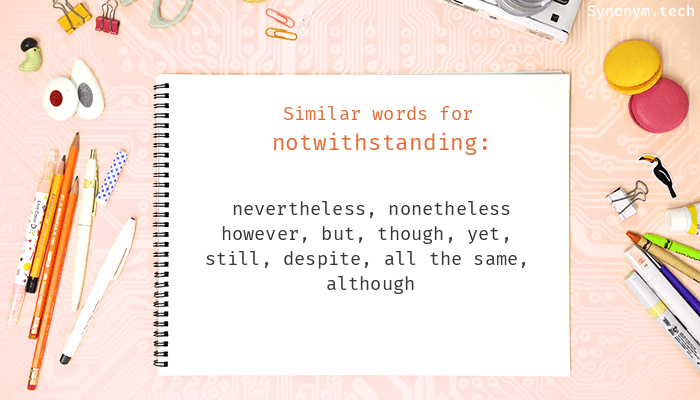 Synonym.tech
Similar words for
notwithstanding:
nevertheless, nonetheless
however, but, though, yet,
still, despite, all the same,
although